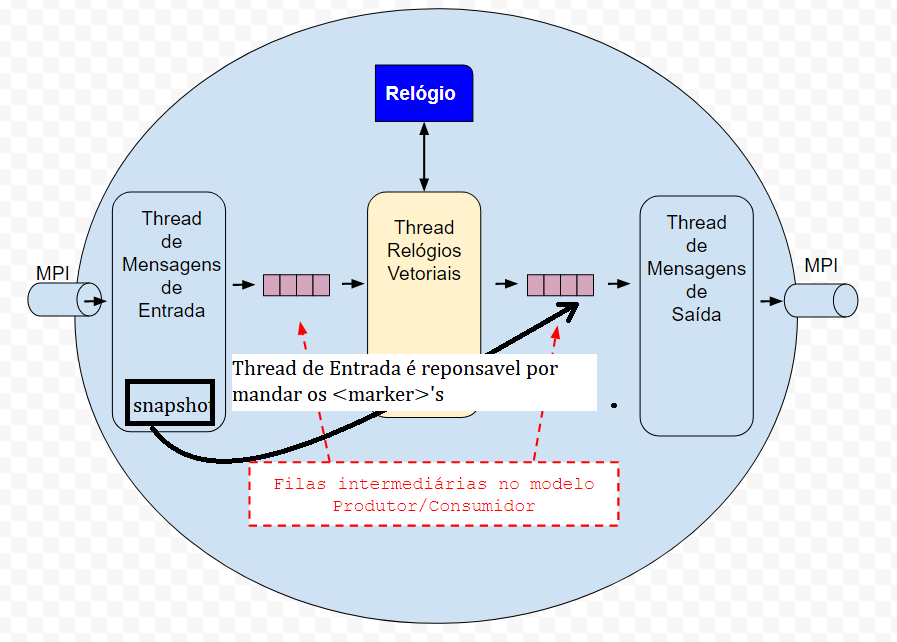 Relógio
Thread
de
Mensagens
de
Entrada
Thread
Relógios
Vetoriais
Thread
de
Mensagens
de
Saída
MPI
MPI
Thread de Entrada é reponsavel por
mandar os <marker>'s
snapsho
Filas intermediárias no modelo
Produtor/Consumidor